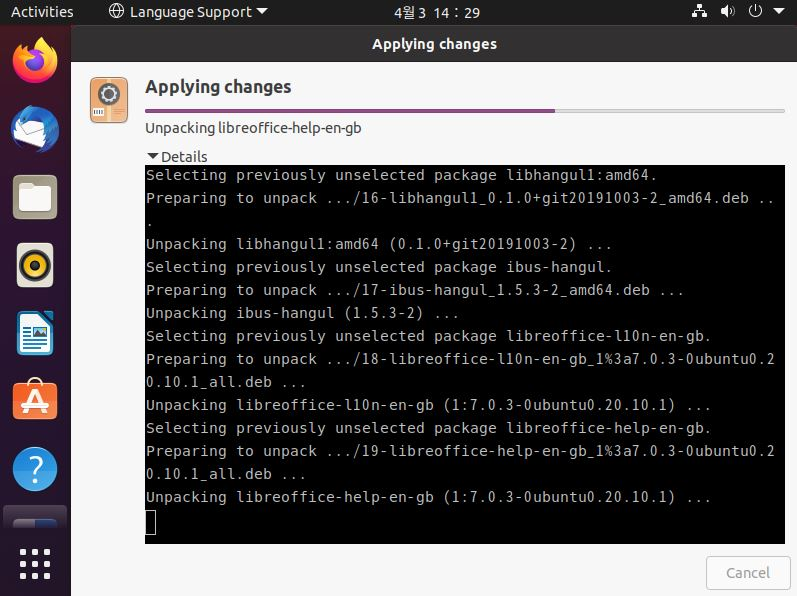 Activities Language Support 4월 3 14 : 29
Applying changes
Applying changes
Unpacking libreoffice-help-en-gb
Details
Selecting previously unselected package libhangul1:amd64.
Preparing to unpack .../16-libhangul1_0.1.0+git20191003-2_amd64.deb ..
.
Unpacking libhangul1:amd64 (0.1.0+git20191003-2) ...
Selecting previously unselected package ibus-hangul.
Preparing to unpack .../17-ibus-hangul_1.5.3-2_amd64.deb ...
Unpacking ibus-hangul (1.5.3-2) ...
Selecting previously unselected package libreoffice-l10n-en-gb.
Preparing to unpack .../18-libreoffice-l10n-en-gb_1%3a7.0.3-0ubuntu0.2
0.10.1_all.deb ...
Unpacking libreoffice-l10n-en-gb (1:7.0.3-0ubuntu0.20.10.1) ...
Selecting previously unselected package libreoffice-help-en-gb.
Preparing to unpack .../19-libreoffice-help-en-gb_1%3a7.0.3-0ubuntu0.2
0.10.1_all.deb ...
Unpacking libreoffice-help-en-gb (1:7.0.3-0ubuntu0.20.10.1) ...
Cancel